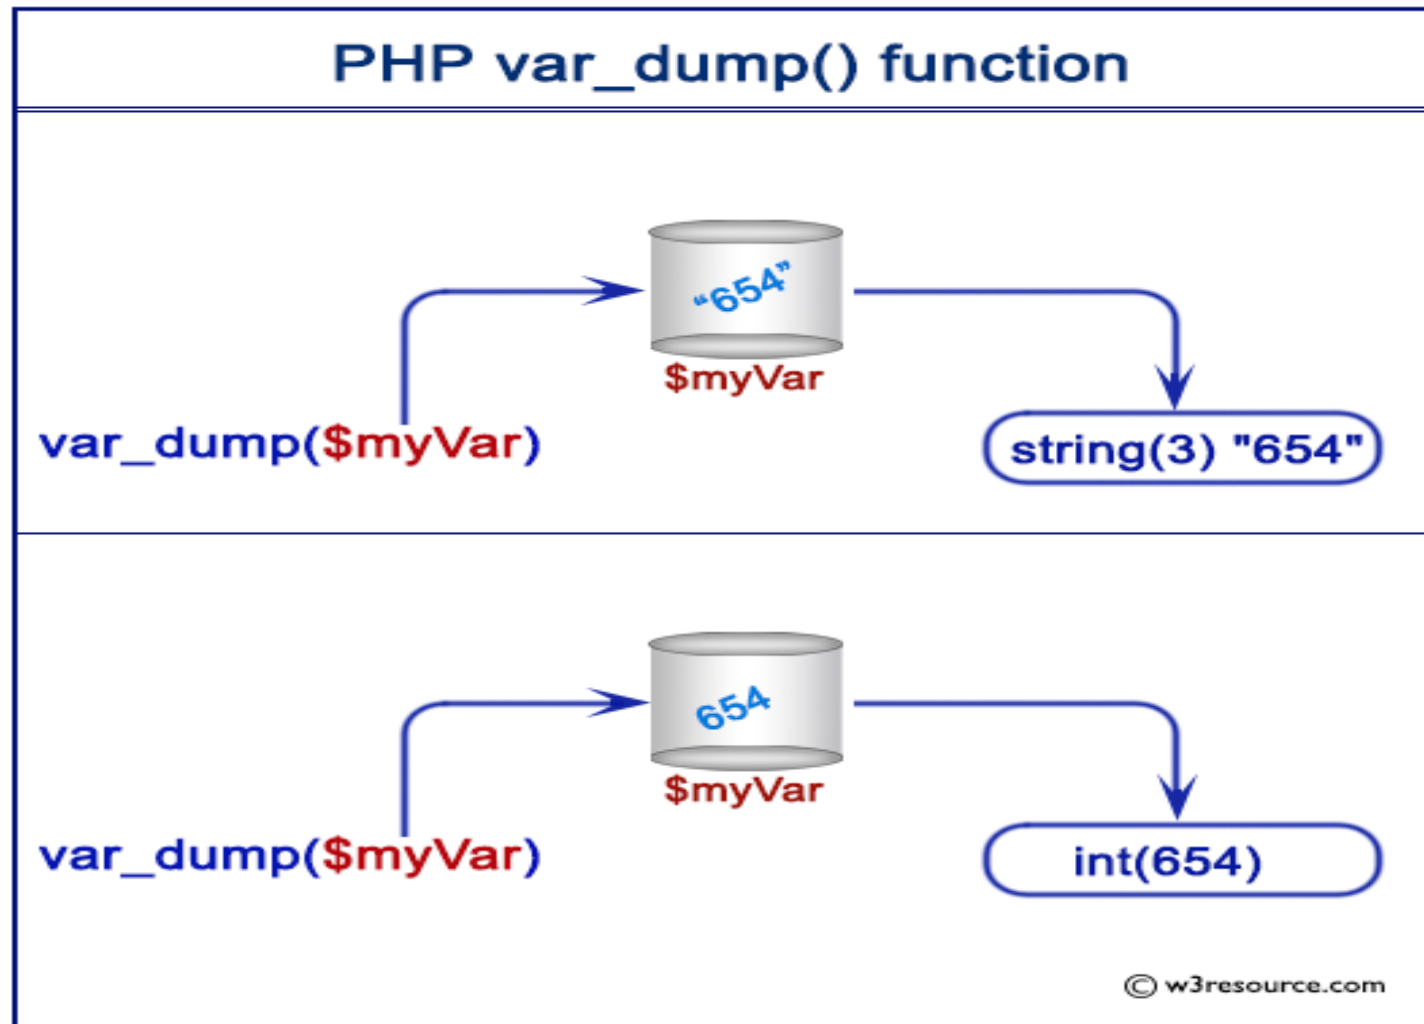 PHP var_dump() function
“654”
$myVar
var_dump($myVar)
string(3) "654"
654
$myVar
var_dump($myVar)
int(654)
© w3resource.com